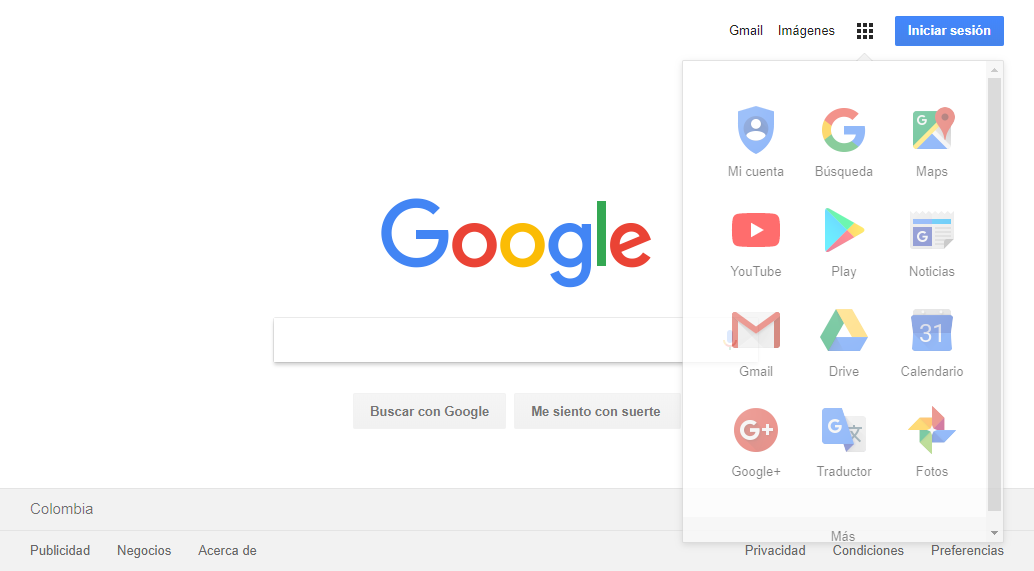 Gmail Imágenes Iniciar sesión
Mi cuenta Búsqueda Maps
YouTube Play Noticias
Google
31
Gmail Drive Calendario
Buscar con Google Me siento con suerte
G+
Google+ Traductor Fotos
Colombia
Más
Publicidad Negocios Acerca de Privacidad Condiciones Preferencias